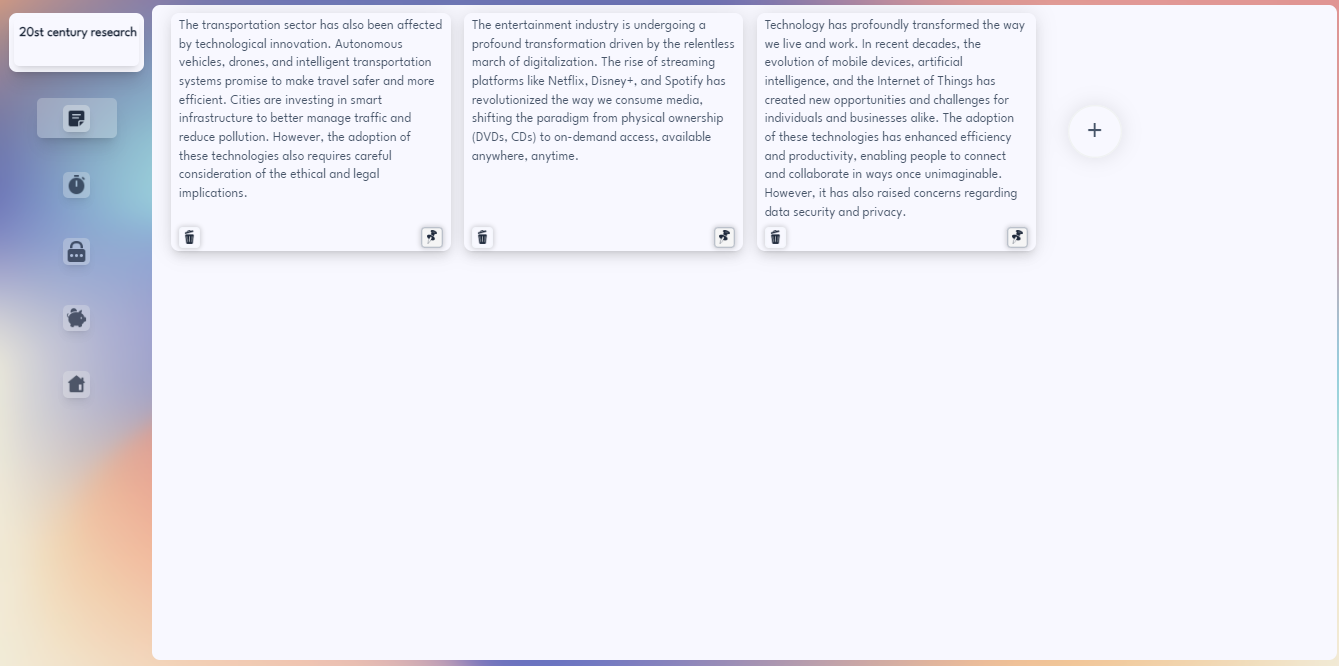 20st century research
The transportation sector has also been affected
by technological innovation. Autonomous
vehicles, drones, and intelligent transportation
systems promise to make travel safer and more
efficient. Cities are investing in smart
infrastructure to better manage traffic and
reduce pollution. However, the adoption of
these technologies also requires careful
consideration of the ethical and legal
implications.
The entertainment industry is undergoing a
profound transformation driven by the relentless
march of digitalization. The rise of streaming
platforms like Netflix, Disney+, and Spotify has
revolutionized the way we consume media,
shifting the paradigm from physical ownership
(DVDs, CDs) to on-demand access, available
anywhere, anytime.
Technology has profoundly transformed the way
we live and work. In recent decades, the
evolution of mobile devices, artificial
intelligence, and the Internet of Things has
created new opportunities and challenges for
individuals and businesses alike. The adoption
of these technologies has enhanced efficiency
and productivity, enabling people to connect
and collaborate in ways once unimaginable.
However, it has also raised concerns regarding
data security and privacy.
+